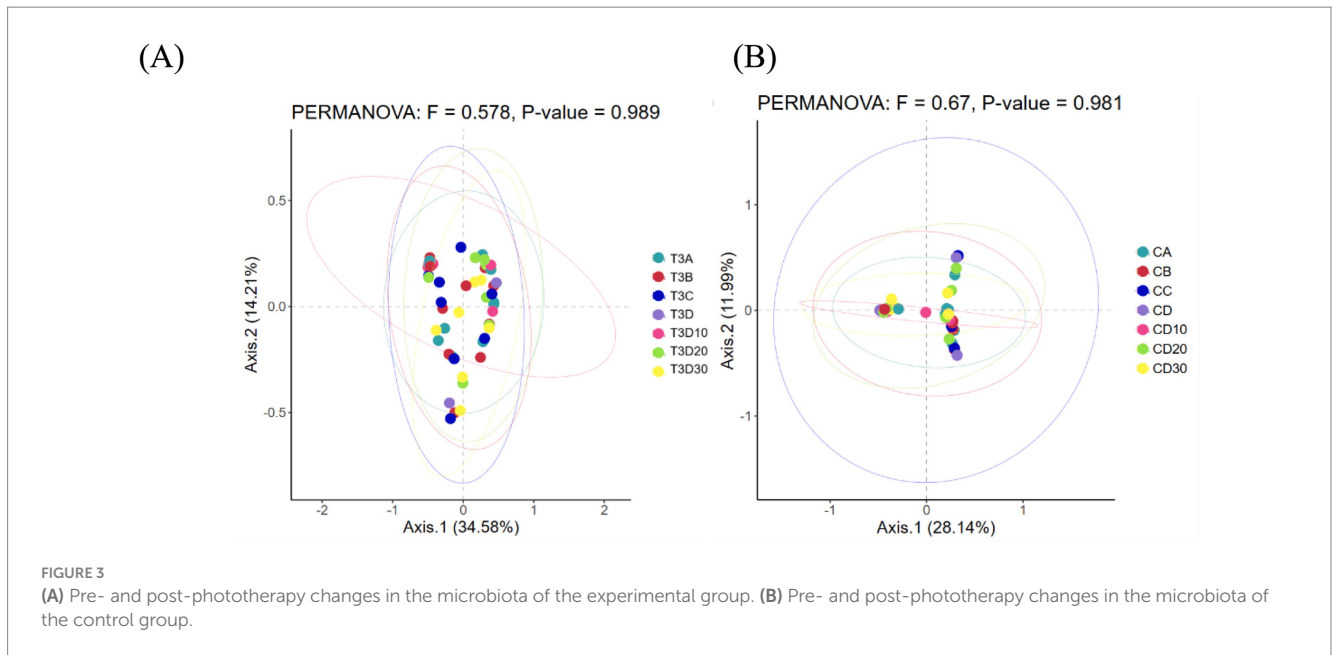 (A)
PERMANOVA: F = 0.578, P-value = 0.989
0.5
0.0
-0.5
Axis.2 (14.21%)
-2
-1
0
1
2
Axis.1 (34.58%)
T3A
T3B
T3C
T3D
T3D10
T3D20
T3D30
(B)
PERMANOVA: F = 0.67, P-value = 0.981
1
0
-1
Axis.2 (11.99%)
-1
0
1
Axis.1 (28.14%)
CA
CB
CC
CD
CD10
CD20
CD30
FIGURE 3
(A) Pre- and post-phototherapy changes in the microbiota of the experimental group. (B) Pre- and post-phototherapy changes in the microbiota of
the control group.